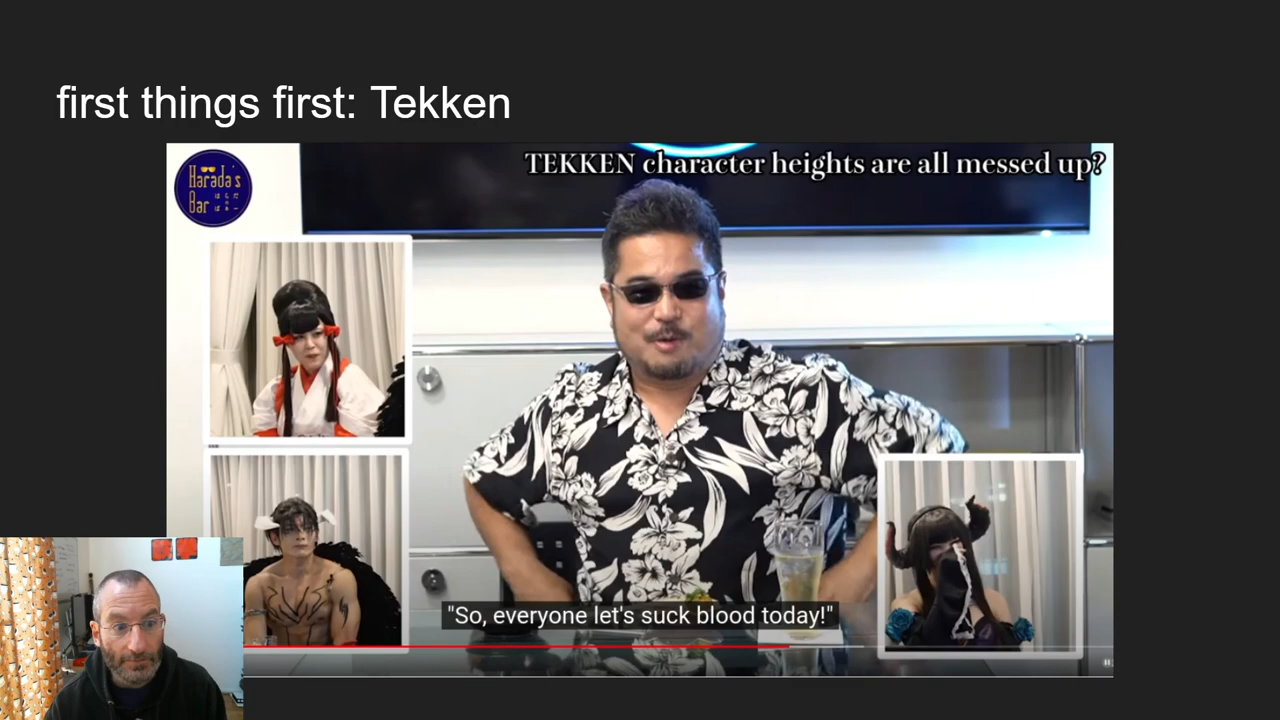 first things first: Tekken
TEKKEN character heights are all messed up?
Harada's
Bar
"So, everyone let's suck blood today!"